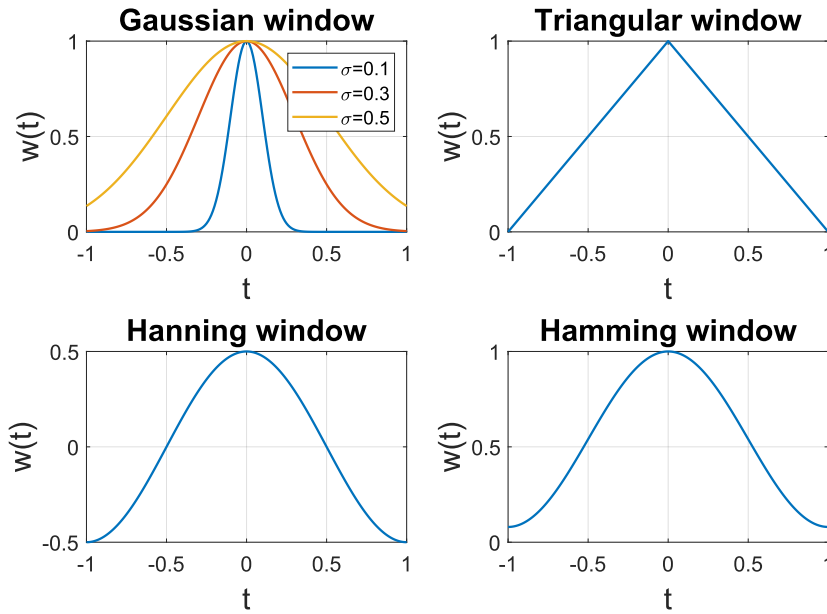 Gaussian window
w(t)
1
0.5
0
-1 -0.5 0 0.5 1
t
σ=0.1
σ=0.3
σ=0.5
Triangular window
w(t)
1
0.5
0
-1 -0.5 0 0.5 1
t
Hanning window
w(t)
0.5
0
-0.5
-1 -0.5 0 0.5 1
t
Hamming window
w(t)
1
0.5
0
-1 -0.5 0 0.5 1
t